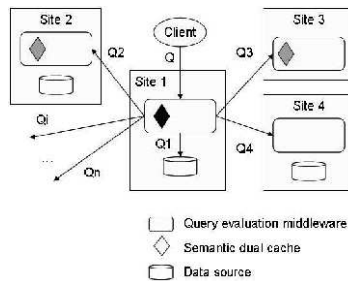 Site 2
Client
Site 3
Q2
Q
Q3
Site 1
Site 4
Qi
Q1
Q4
...
Qn
Query evaluation middleware
Semantic dual cache
Data source